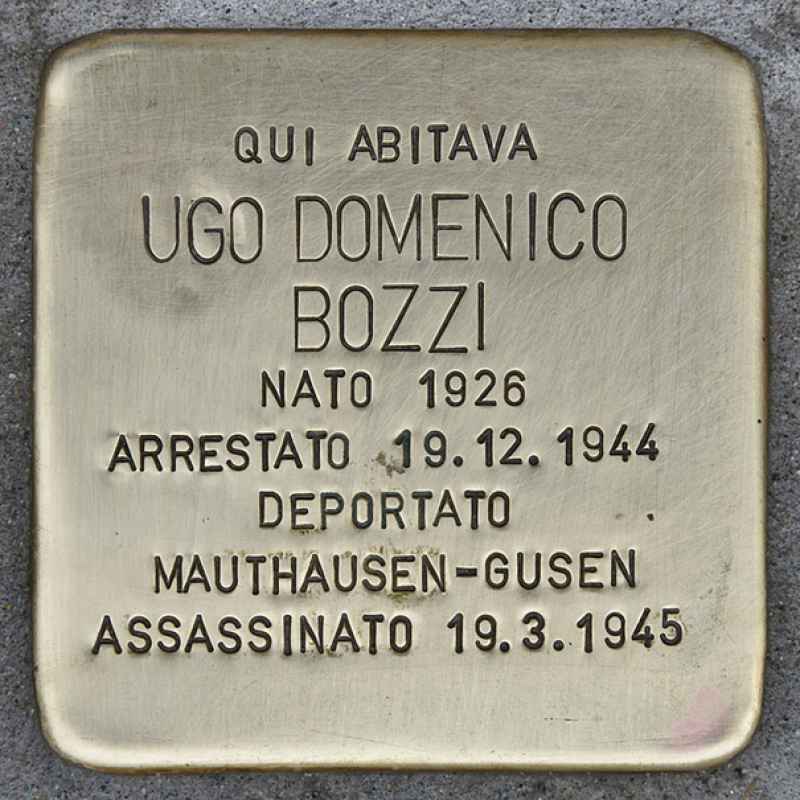 QUI ABITAVA
UGO DOMENICO
BOZZI
NATO 1926
ARRESTATO 19.12.1944
DEPORTATO
MAUTHAUSEN-GUSEN
ASSASSINATO 19.3.1945